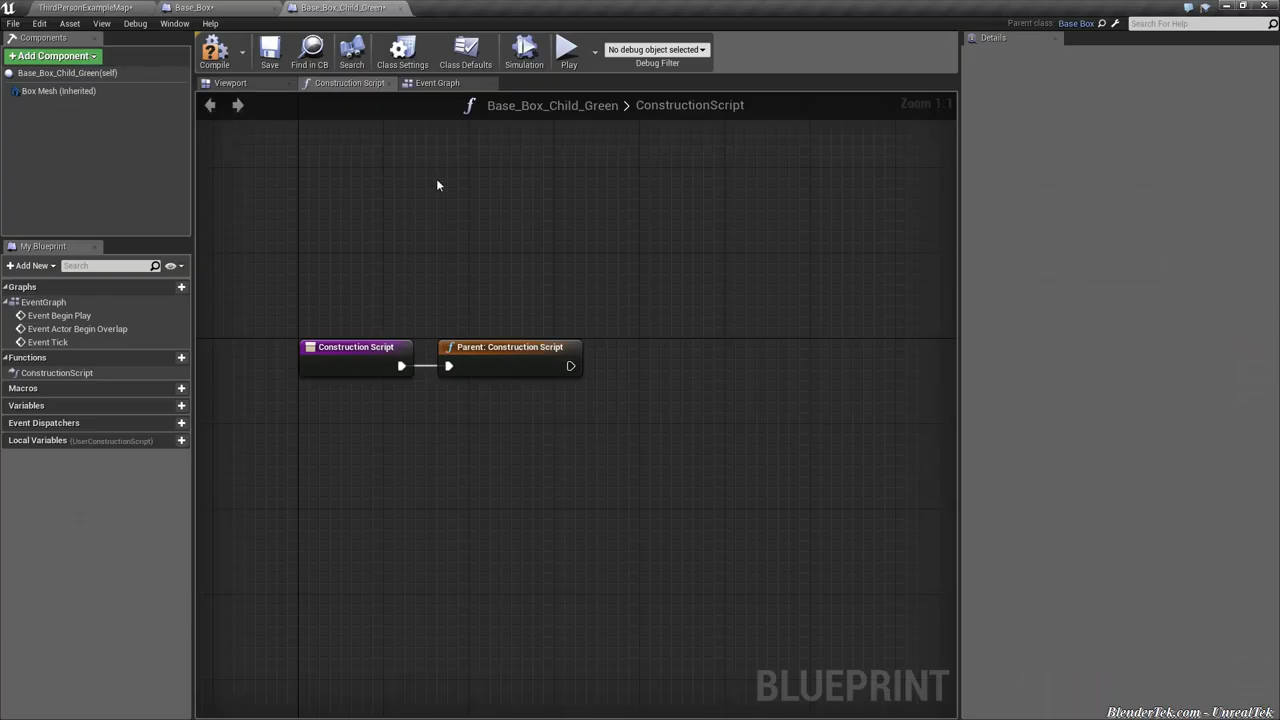 ThirdPersonExampleMap*
Base_Box*
Base_Box_Child_Green*
File Edit Asset View Debug Window Help
Parent class: Base Box
Search For Help
Components
+Add Component
Base_Box_Child_Green(self)
Box Mesh (Inherited)
Compile
Save
Find in CB
Search
Class Settings
Class Defaults
Simulation
Play
No debug object selected
Debug Filter
Details
Viewport
Construction Script
Event Graph
Base_Box_Child_Green > ConstructionScript
Zoom 1:1
My Blueprint
+Add New
Search
Graphs
EventGraph
Event Begin Play
Event Actor Begin Overlap
Event Tick
Functions
ConstructionScript
Macros
Variables
Event Dispatchers
Local Variables (UserConstructionScript)
Construction Script
Parent: Construction Script
BLUEPRINT
BlenderTek.com - UnrealTek